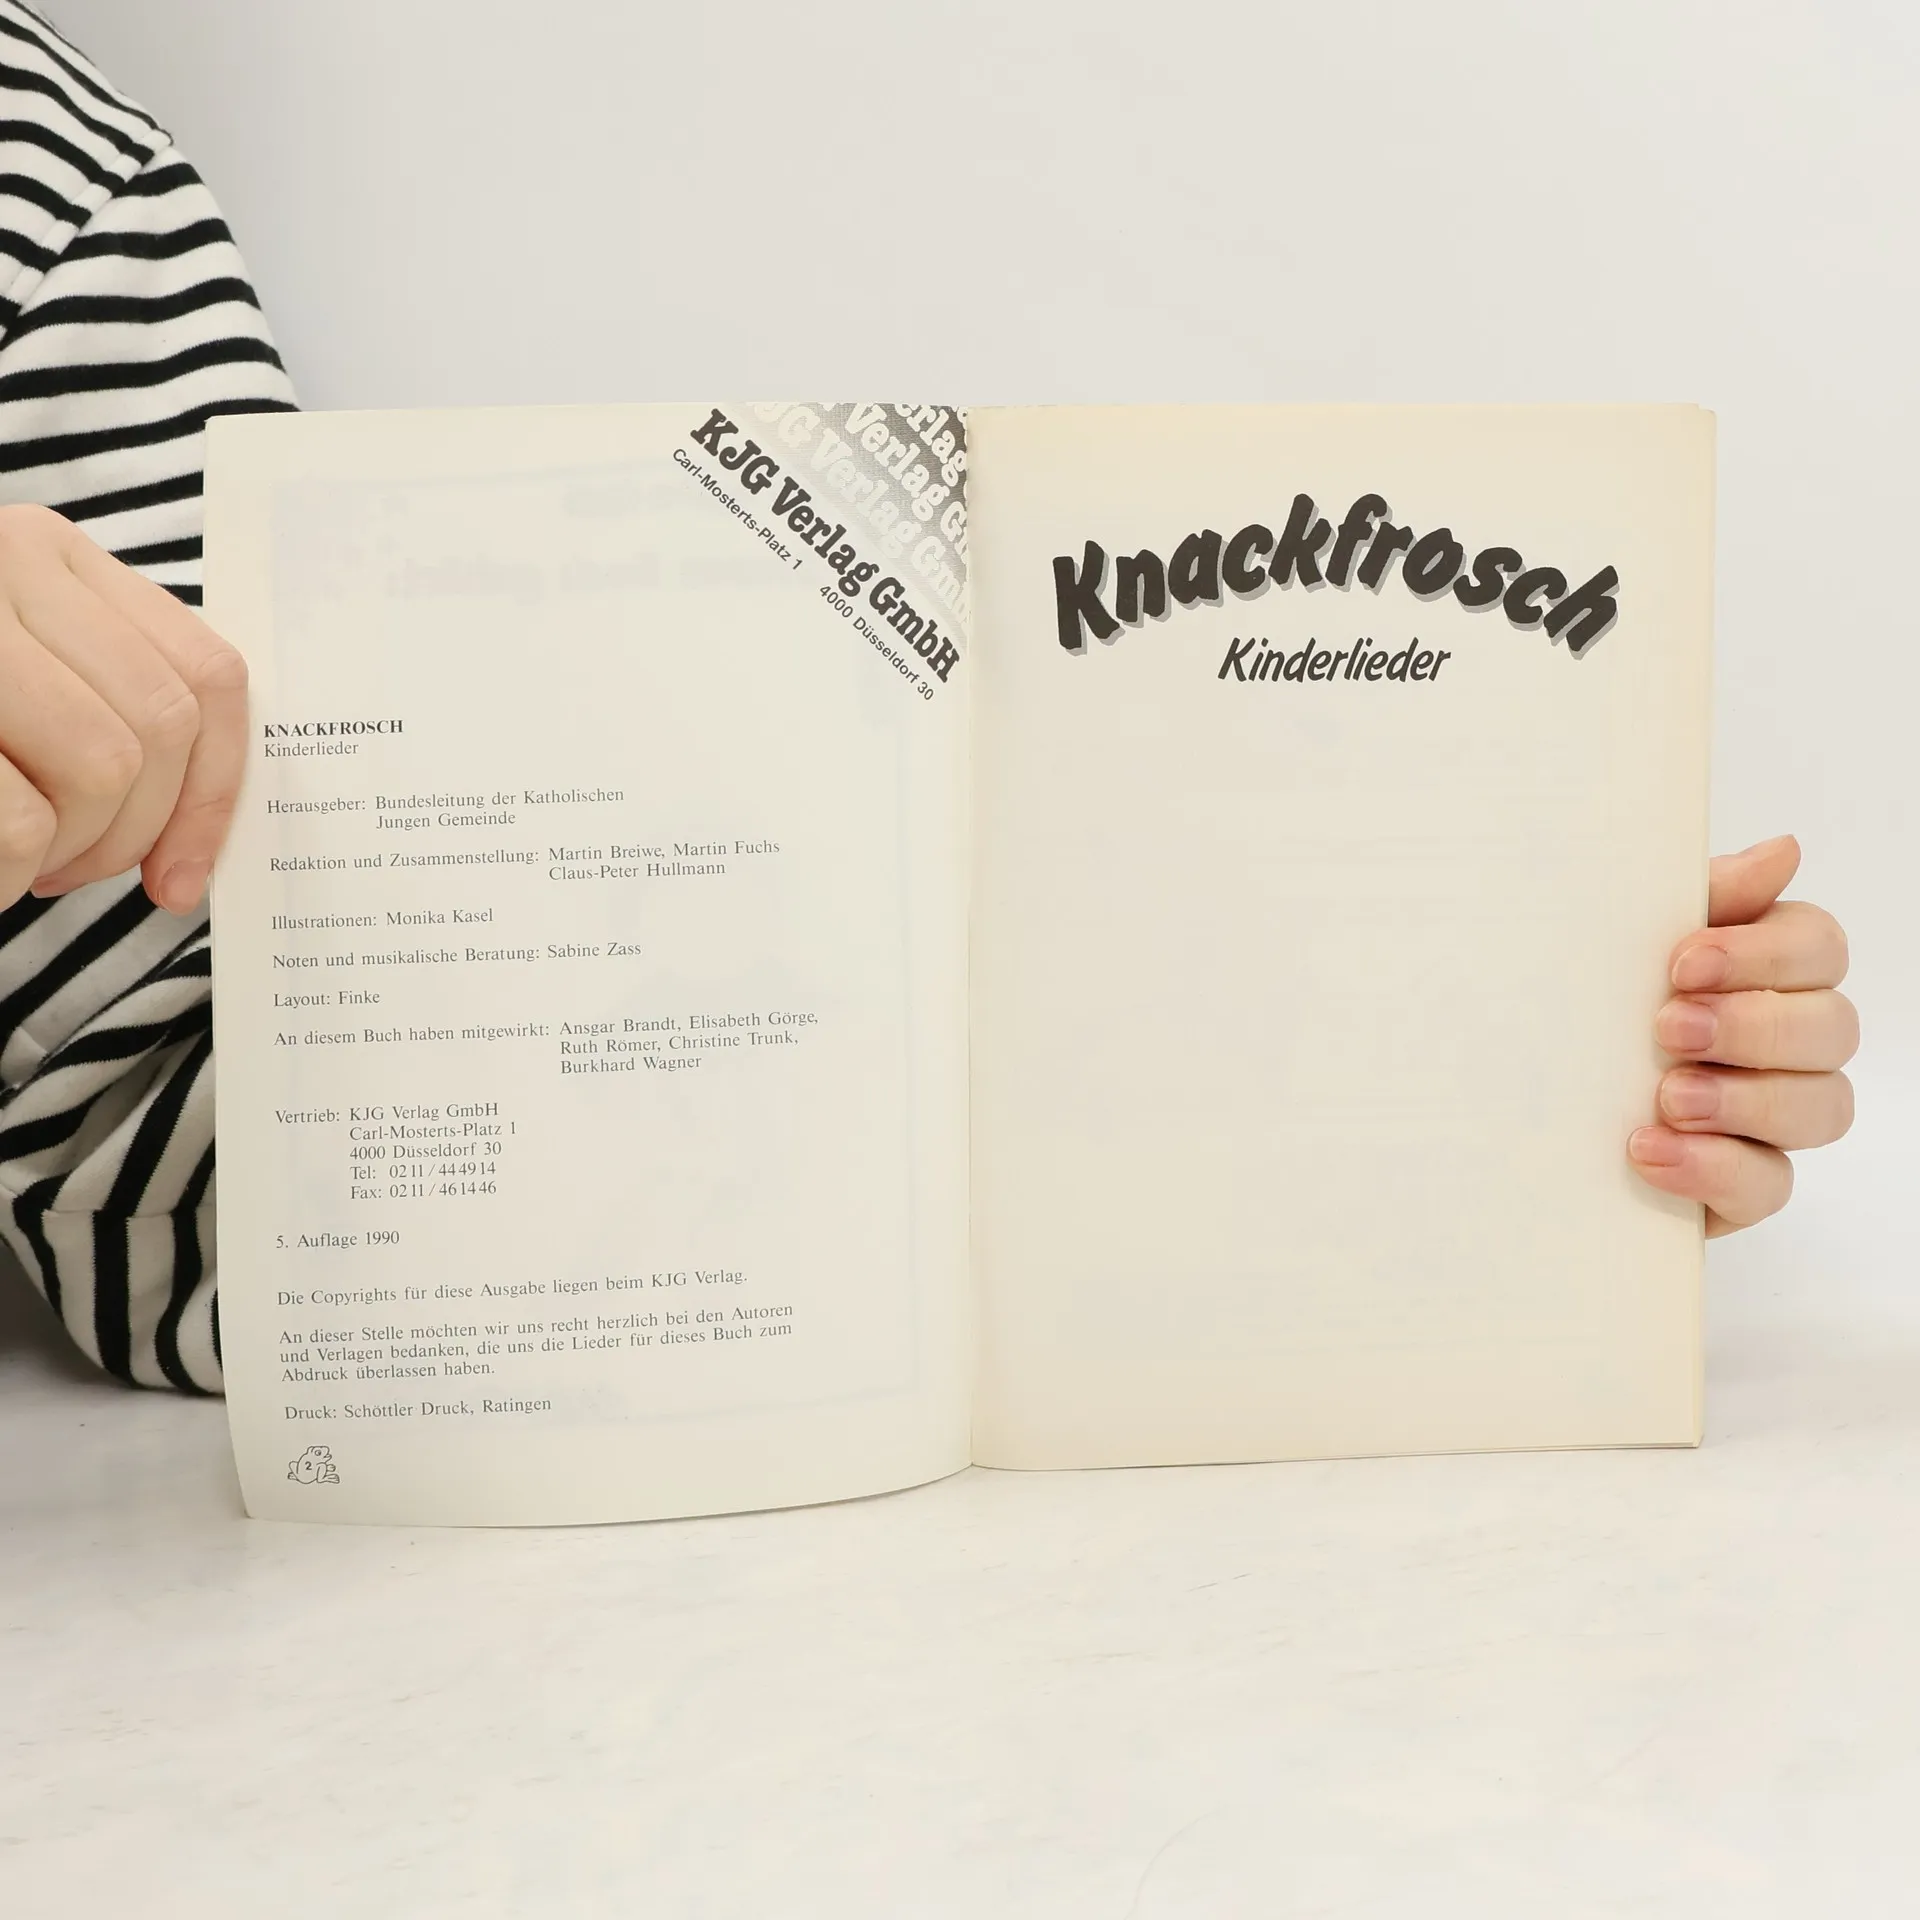 KJG Verlag GmbH
Carl-Mosterts-Platz 1 4000 Düsseldorf 30
KNACKFROSCH
Kinderlieder
Herausgeber: Bundesleitung der Katholischen
Jungen Gemeinde
Redaktion und Zusammenstellung: Martin Breiwe, Martin Fuchs
Claus-Peter Hullmann
Illustrationen: Monika Kasel
Noten und musikalische Beratung: Sabine Zass
Layout: Finke
An diesem Buch haben mitgewirkt: Ansgar Brandt, Elisabeth Görge,
Ruth Römer, Christine Trunk,
Burkhard Wagner
Vertrieb: KJG Verlag GmbH
Carl-Mosterts-Platz 1
4000 Düsseldorf 30
Tel: 0211/444914
Fax: 0211/461446
5. Auflage 1990
Die Copyrights für diese Ausgabe liegen beim KJG Verlag.
An dieser Stelle möchten wir uns recht herzlich bei den Autoren
und Verlagen bedanken, die uns die Lieder für dieses Buch zum
Abdruck überlassen haben.
Druck: Schöttler Druck, Ratingen
2
Knackfrosch
Kinderlieder